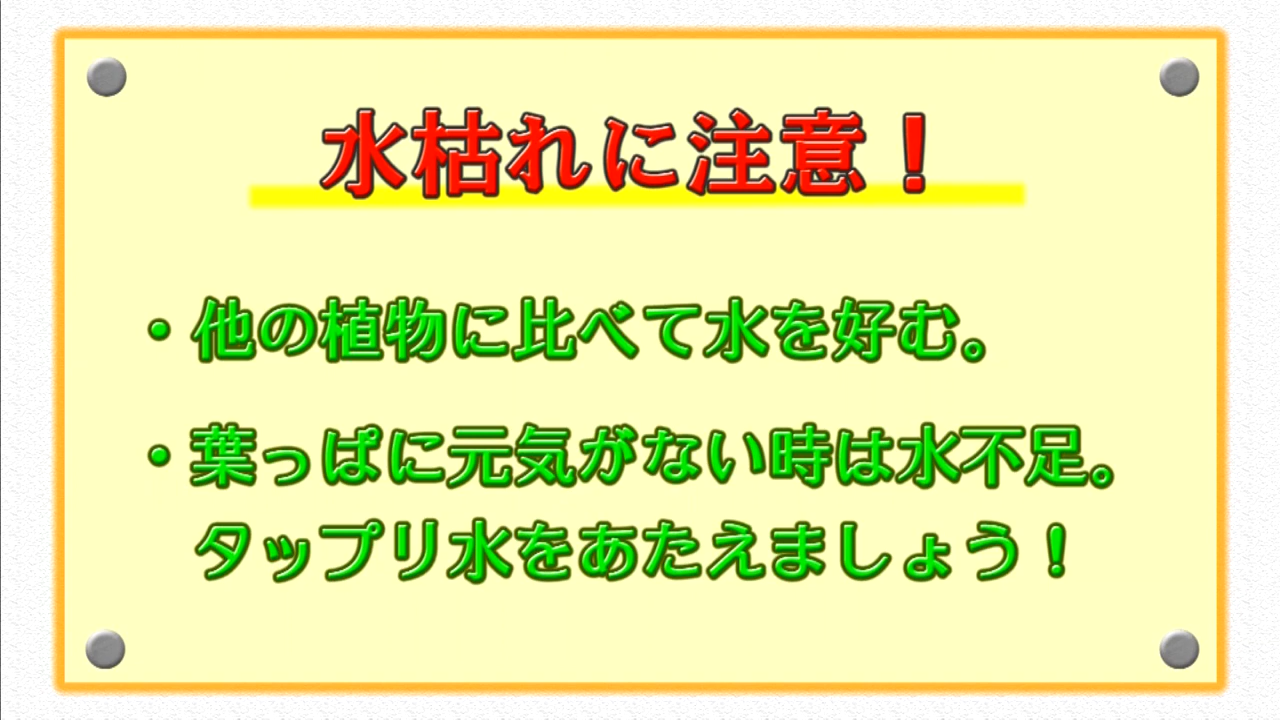 水枯れに注意！
・他の植物に比べて水を好む。
・葉っぱに元気がない時は水不足。
タップリ水をあたえましょう！